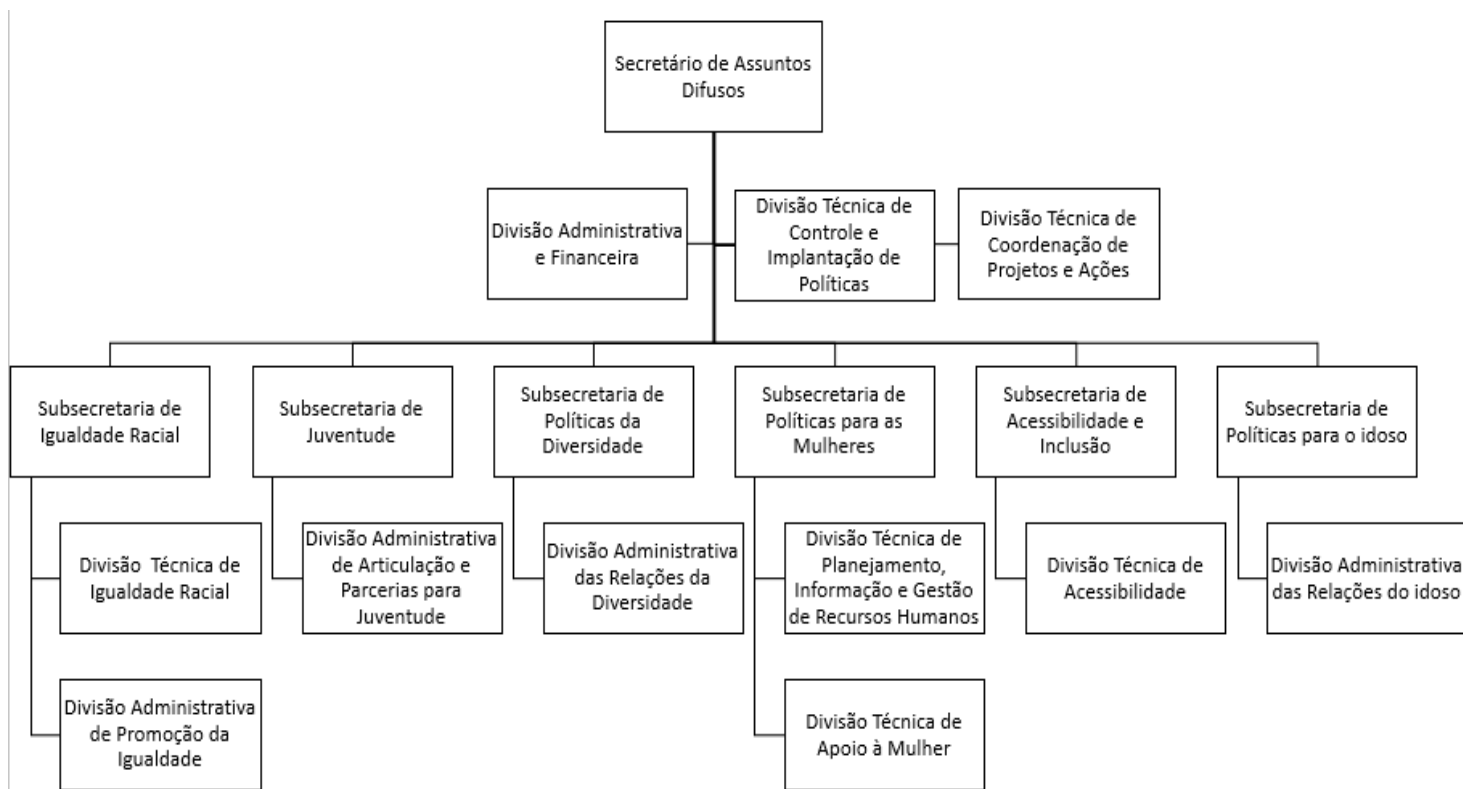 Secretário de Assuntos
Difusos
Divisão Administrativa
e Financeira
Divisão Técnica de
Controle e
Implantação de
Políticas
Divisão Técnica de
Coordenação de
Projetos e Ações
Subsecretaria de
Igualdade Racial
Subsecretaria de
Juventude
Subsecretaria de
Políticas da
Diversidade
Subsecretaria de
Políticas para as
Mulheres
Subsecretaria de
Acessibilidade e
Inclusão
Subsecretaria de
Políticas para o idoso
Divisão Técnica de
Igualdade Racial
Divisão Administrativa
de Articulação e
Parcerias para
Juventude
Divisão Administrativa
das Relações da
Diversidade
Divisão Técnica de
Planejamento,
Informação e Gestão
de Recursos Humanos
Divisão Técnica de
Acessibilidade
Divisão Administrativa
das Relações do idoso
Divisão Administrativa
de Promoção da
Igualdade
Divisão Técnica de
Apoio à Mulher